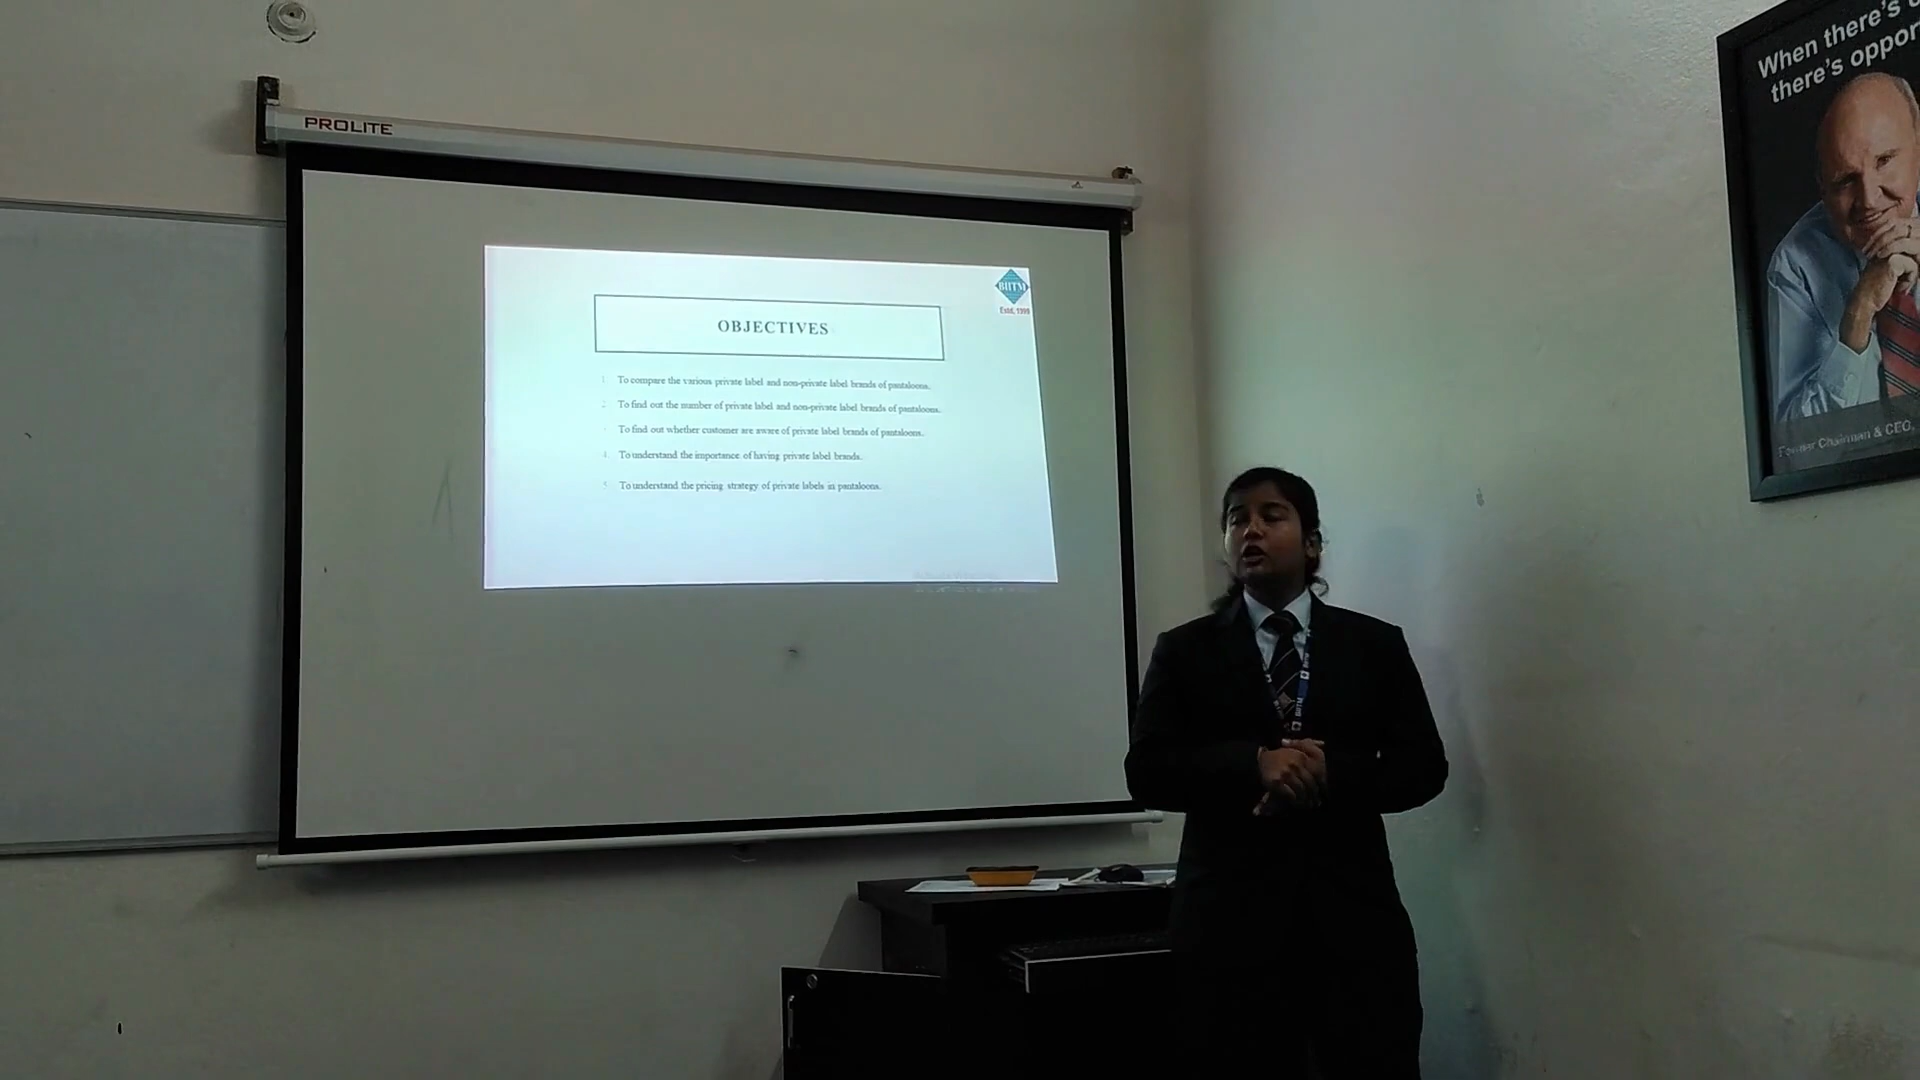 PROLITE
When there's
there's oppor
BIITM
Estd. 1999
OBJECTIVES
1. To compare the various private label and non-private label brands of pantaloons.
2. To find out the number of private label and non-private label brands of pantaloons.
To find out whether customer are aware of private label brands of pantaloons.
4. To understand the importance of having private label brands.
5. To understand the pricing strategy of private labels in pantaloons.
Former Chairman & CEO,